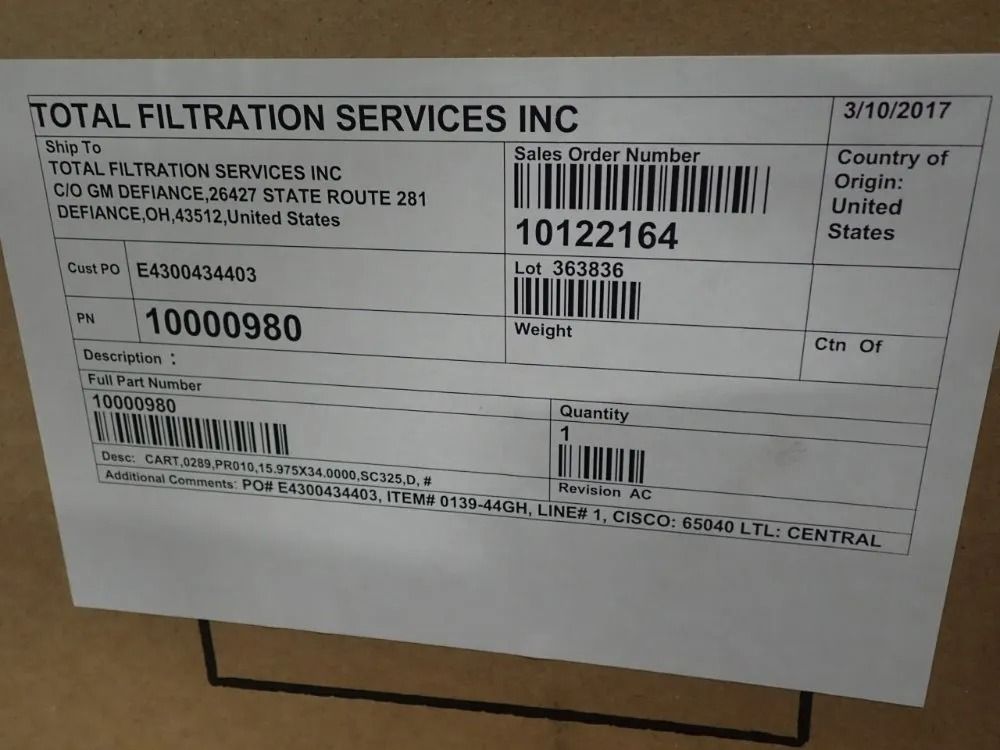 TOTAL FILTRATION SERVICES INC
3/10/2017
Ship To
TOTAL FILTRATION SERVICES INC
C/O GM DEFIANCE,26427 STATE ROUTE 281
DEFIANCE,OH,43512,United States
Sales Order Number
10122164
Country of
Origin:
United
States
Cust PO E4300434403
Lot 363836
PN 10000980
Weight
Ctn Of
Description :
Full Part Number
10000980
Quantity
1
Desc: CART,0289,PR010,15.975X34.0000,SC325,D, #
Revision AC
Additional Comments: PO# E4300434403, ITEM# 0139-44GH, LINE# 1, CISCO: 65040 LTL: CENTRAL